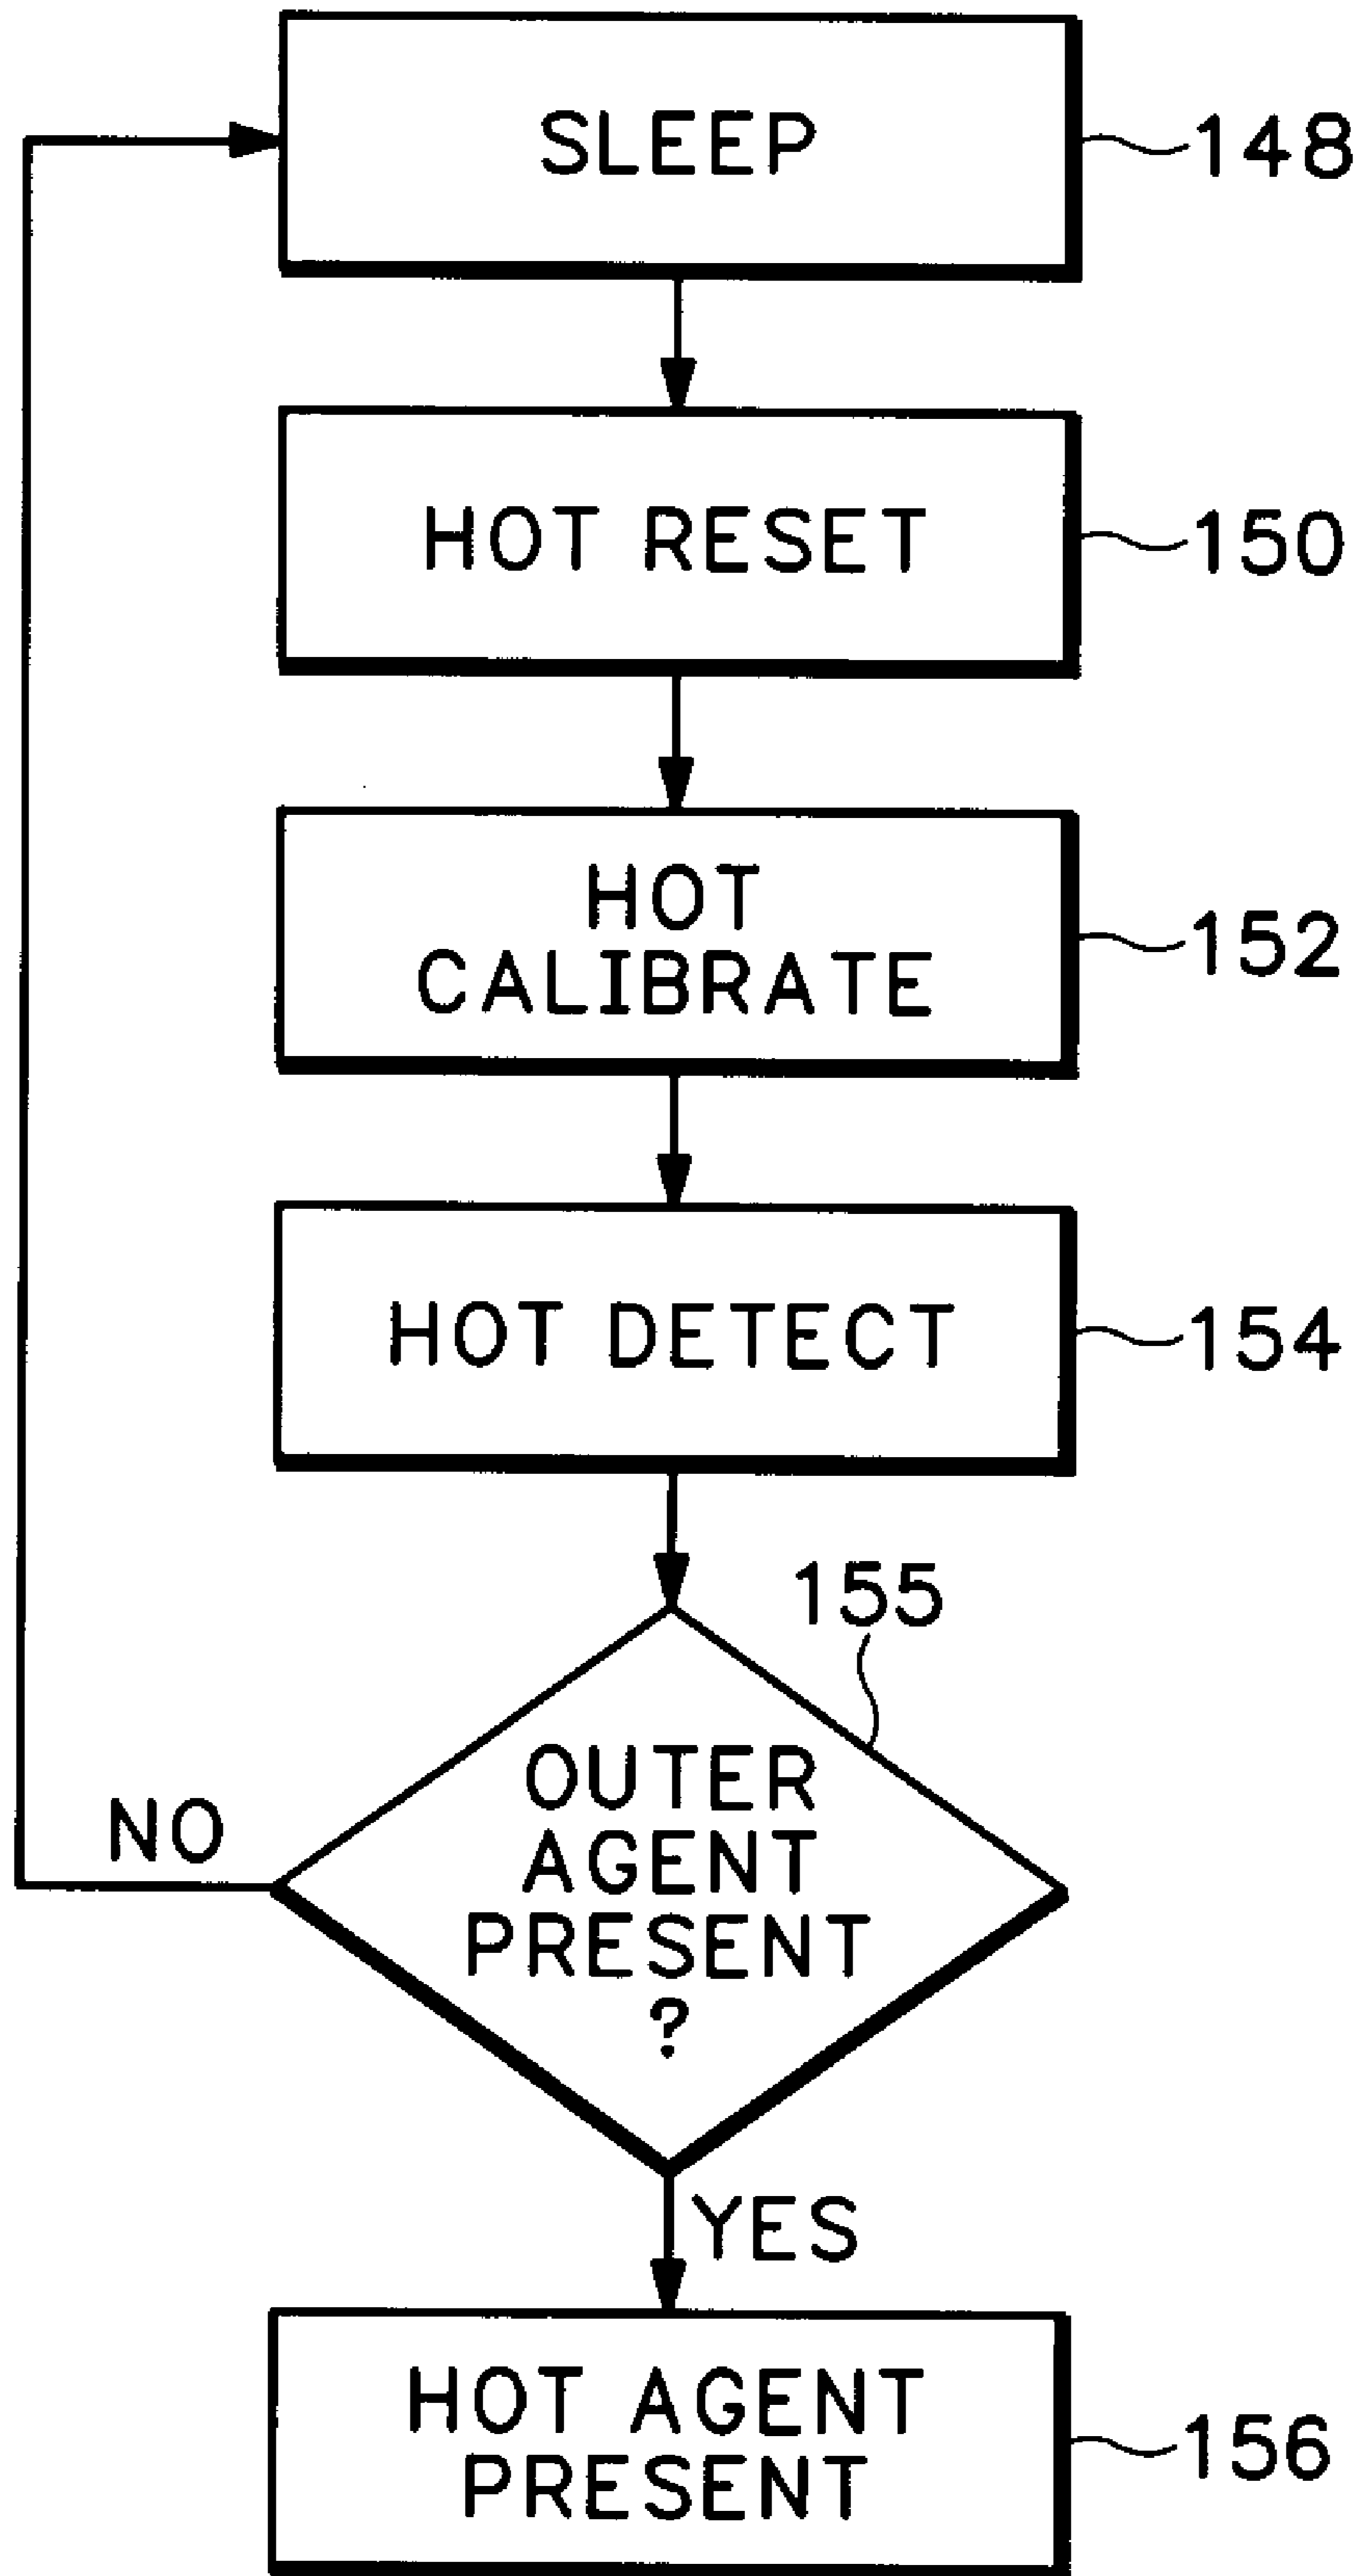 SLEEP
148
HOT RESET
150
HOT
CALIBRATE
152
HOT DETECT
154
155
OUTER
AGENT
PRESENT
?
NO
YES
HOT AGENT
PRESENT
156